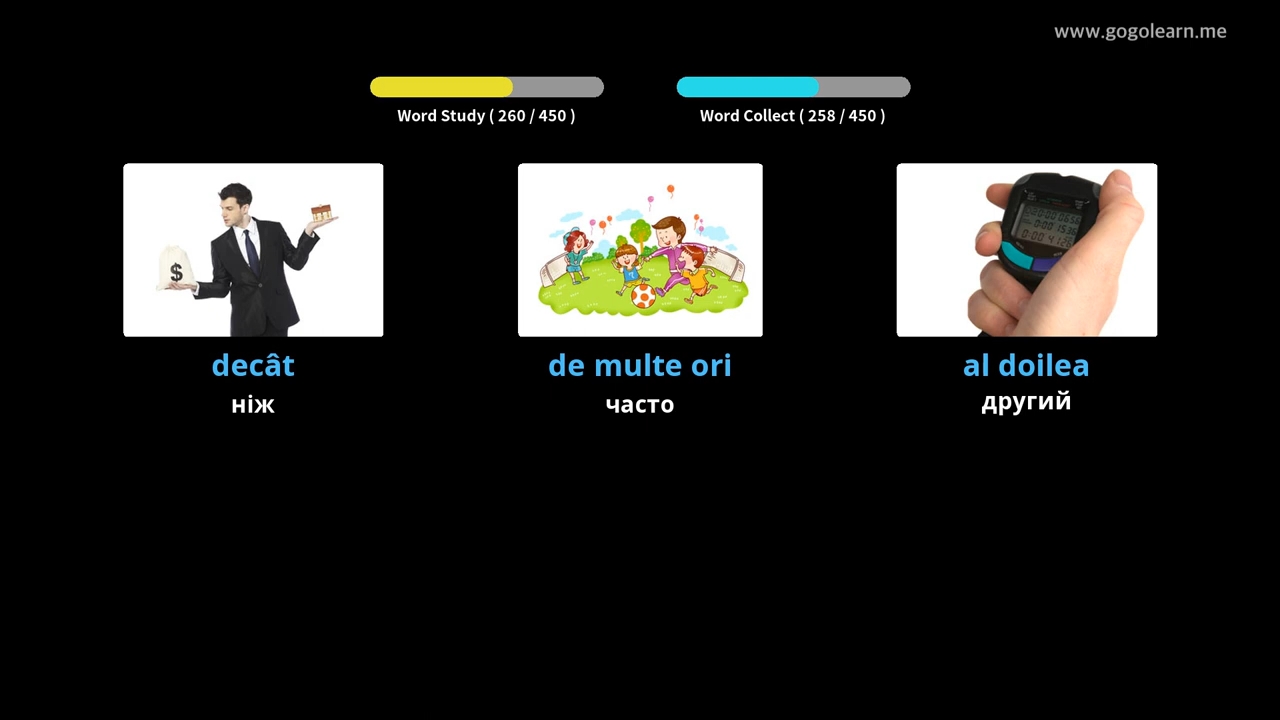 www.gogolearn.me
Word Study ( 260 / 450 )
Word Collect ( 258 / 450 )
$
decât
de multe ori
al doilea
ніж
часто
другий